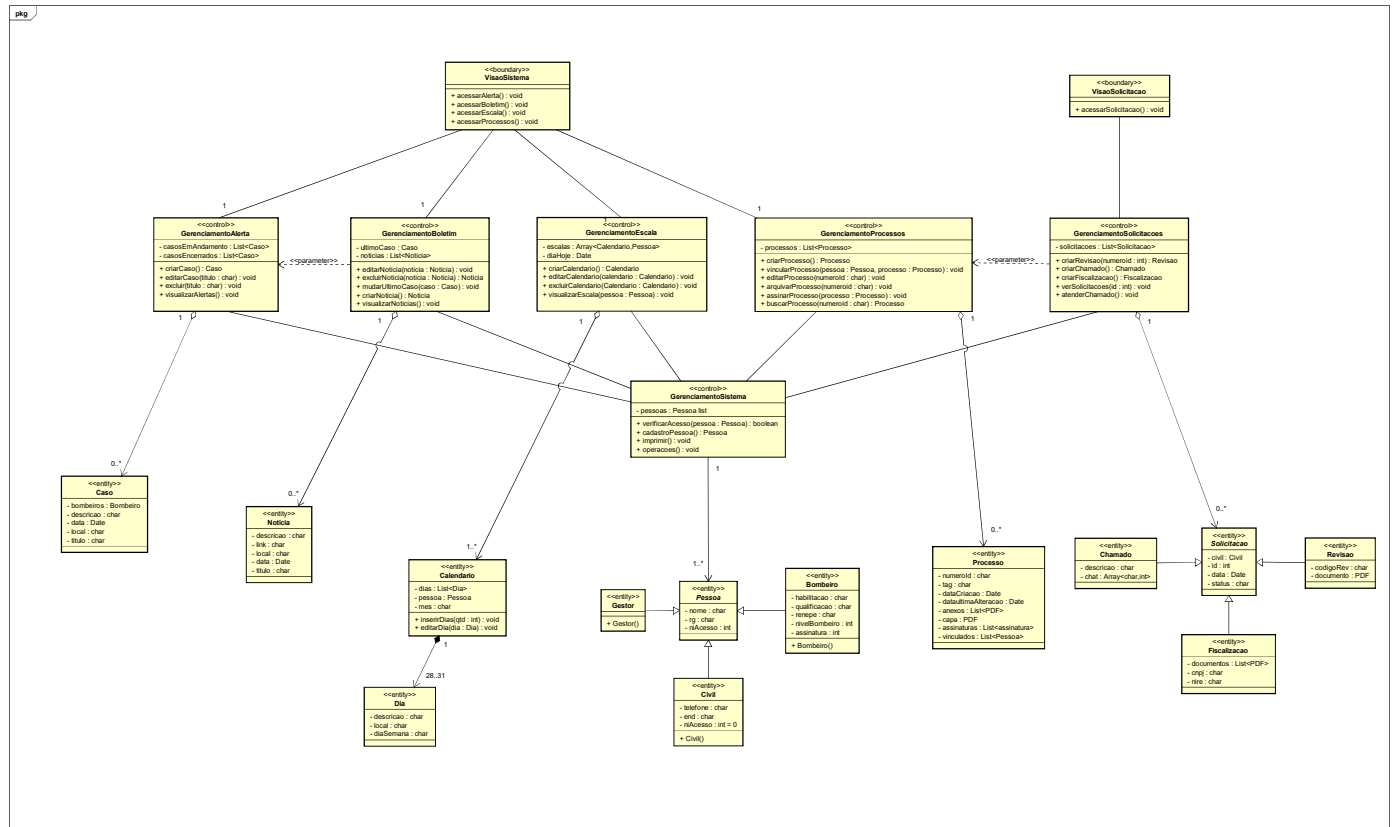 pkg
<<boundary>>
VisaoSistema
+ acessarAlerta() : void
+ acessarBoletim() : void
+ acessarEscala() : void
+ acessarProcessos() : void
<<boundary>>
VisaoSolicitacao
+ acessarSolicitacao() : void
1
1
1
1
<<control>>
GerenciamentoAlerta
- casosEmAndamento : List<Caso>
- casosEncerrados : List<Caso>
+ criarCaso() : Caso
+ editarCaso(titulo : char) : void
+ excluir(titulo : char) : void
+ visualizarAlertas() : void
<<parameter>>
<<control>>
GerenciamentoBoletim
- ultimoCaso : Caso
- noticias : List<Noticia>
+ editarNoticia(noticia : Noticia) : void
+ excluirNoticia(noticia : Noticia) : Noticia
+ mudarUltimoCaso(caso : Caso) : void
+ criarNoticia() : Noticia
+ visualizarNoticias() : void
<<control>>
GerenciamentoEscala
- escalas : Array<Calendario,Pessoa>
- diaHoje : Date
+ criarCalendario() : Calendario
+ editarCalendario(calendario : Calendario) : void
+ excluirCalendario(Calendario : Calendario) : void
+ visualizarEscala(pessoa : Pessoa) : void
<<control>>
GerenciamentoProcessos
- processos : List<Processo>
+ criarProcesso() : Processo
+ vincularProcesso(pessoa : Pessoa, processo : Processo) : void
+ editarProcesso(numeroId : char) : void
+ arquivarProcesso(numeroId : char) : void
+ assinarProcesso(processo : Processo) : void
+ buscarProcesso(numeroId : char) : Processo
<<parameter>>
<<control>>
GerenciamentoSolicitacoes
- solicitacoes : List<Solicitacao>
+ criarRevisao(numeroId : int) : Revisao
+ criarChamado() : Chamado
+ criarFiscalizacao() : Fiscalizacao
+ verSolicitacoes(id : int) : void
+ atenderChamado() : void
1
1
1
1
1
<<control>>
GerenciamentoSistema
- pessoas : Pessoa list
+ verificarAcesso(pessoa : Pessoa) : boolean
+ cadastroPessoa() : Pessoa
+ imprimir() : void
+ operacoes() : void
1
0..*
<<entity>>
Caso
- bombeiros : Bombeiro
- descricao : char
- data : Date
- local : char
- titulo : char
0..*
<<entity>>
Noticia
- descricao : char
- link : char
- local : char
- data : Date
- titulo : char
1..*
<<entity>>
Calendario
- dias : List<Dia>
- pessoa : Pessoa
- mes : char
+ inserirDias(qtd : int) : void
+ editarDia(dia : Dia) : void
1
28..31
<<entity>>
Dia
- descricao : char
- local : char
- diaSemana : char
<<entity>>
Gestor
+ Gestor()
1..*
<<entity>>
Pessoa
- nome : char
- rg : char
- nlAcesso : int
<<entity>>
Bombeiro
- habilitacao : char
- qualificacao : char
- renepe : char
- nivelBombeiro : int
- assinatura : int
+ Bombeiro()
<<entity>>
Civil
- telefone : char
- end : char
- nlAcesso : int = 0
+ Civil()
0..*
<<entity>>
Processo
- numeroId : char
- tag : char
- dataCriacao : Date
- dataultimaAlteracao : Date
- anexos : List<PDF>
- capa : PDF
- assinaturas : List<assinatura>
- vinculados : List<Pessoa>
<<entity>>
Chamado
- descricao : char
- chat : Array<char,int>
0..*
<<entity>>
Solicitacao
- civil : Civil
- id : int
- data : Date
- status : char
<<entity>>
Revisao
- codigoRev : char
- documento : PDF
<<entity>>
Fiscalizacao
- documentos : List<PDF>
- cnpj : char
- nire : char